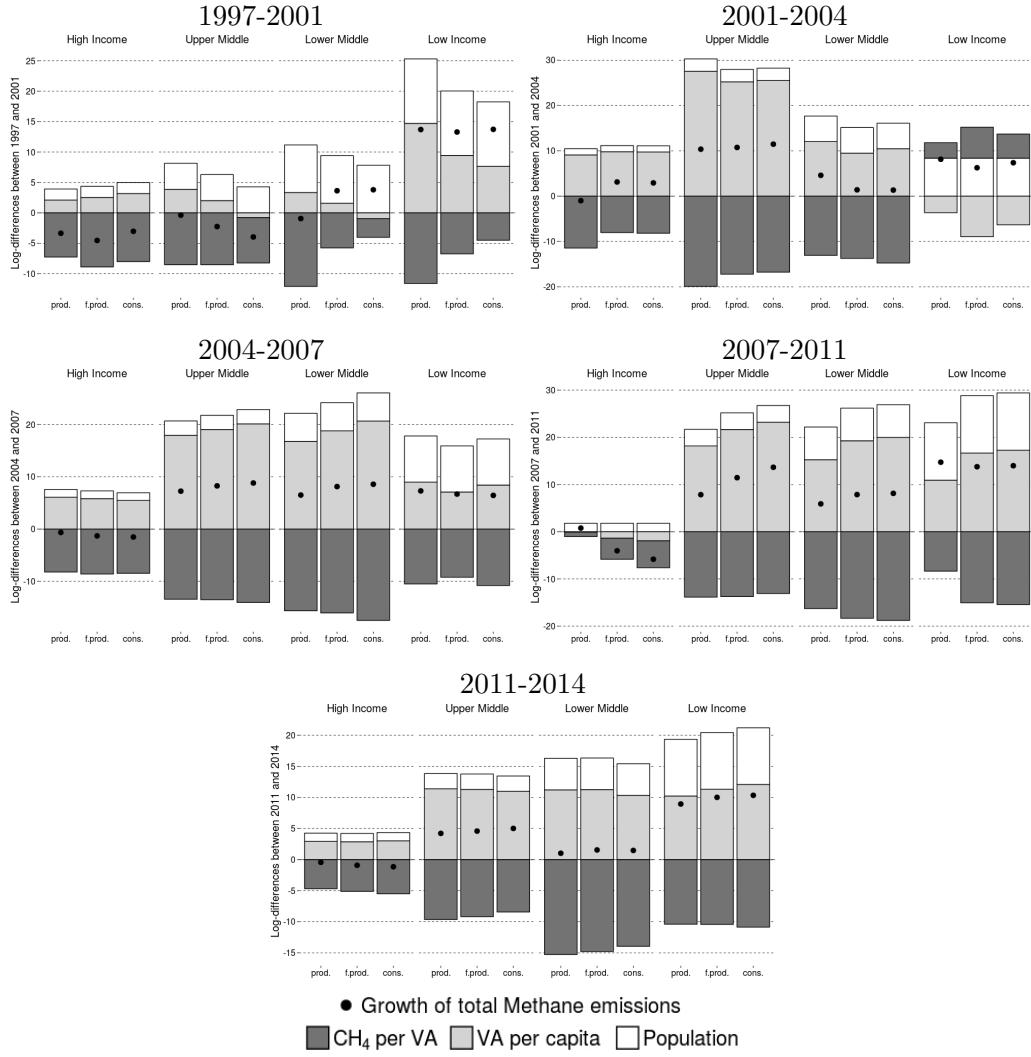 1997-2001
High Income Upper Middle Lower Middle Low Income
Log-differences between 1997 and 2001
25
20
15
10
5
0
-5
-10
prod. f.prod. cons. prod. f.prod. cons. prod. f.prod. cons. prod. f.prod. cons.
2001-2004
High Income Upper Middle Lower Middle Low Income
Log-differences between 2001 and 2004
30
20
10
0
-10
-20
prod. f.prod. cons. prod. f.prod. cons. prod. f.prod. cons. prod. f.prod. cons.
2004-2007
High Income Upper Middle Lower Middle Low Income
Log-differences between 2004 and 2007
20
10
0
-10
prod. f.prod. cons. prod. f.prod. cons. prod. f.prod. cons. prod. f.prod. cons.
2007-2011
High Income Upper Middle Lower Middle Low Income
Log-differences between 2007 and 2011
30
20
10
0
-10
-20
prod. f.prod. cons. prod. f.prod. cons. prod. f.prod. cons. prod. f.prod. cons.
2011-2014
High Income Upper Middle Lower Middle Low Income
Log-differences between 2011 and 2014
20
15
10
5
0
-5
-10
-15
prod. f.prod. cons. prod. f.prod. cons. prod. f.prod. cons. prod. f.prod. cons.
Growth of total Methane emissions
CH₄ per VA VA per capita Population